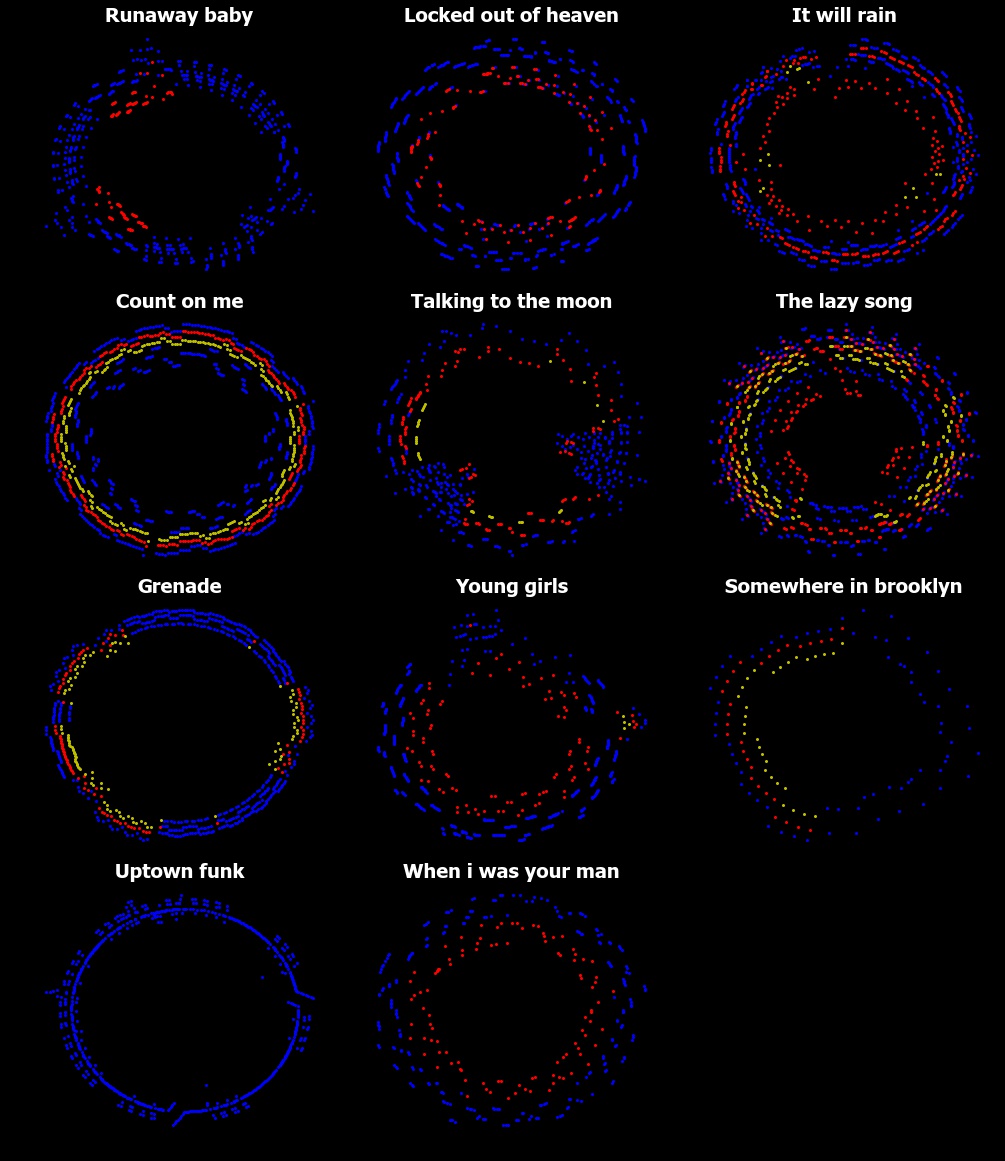 Runaway baby
Locked out of heaven
It will rain
Count on me
Talking to the moon
The lazy song
Grenade
Young girls
Somewhere in brooklyn
Uptown funk
When i was your man